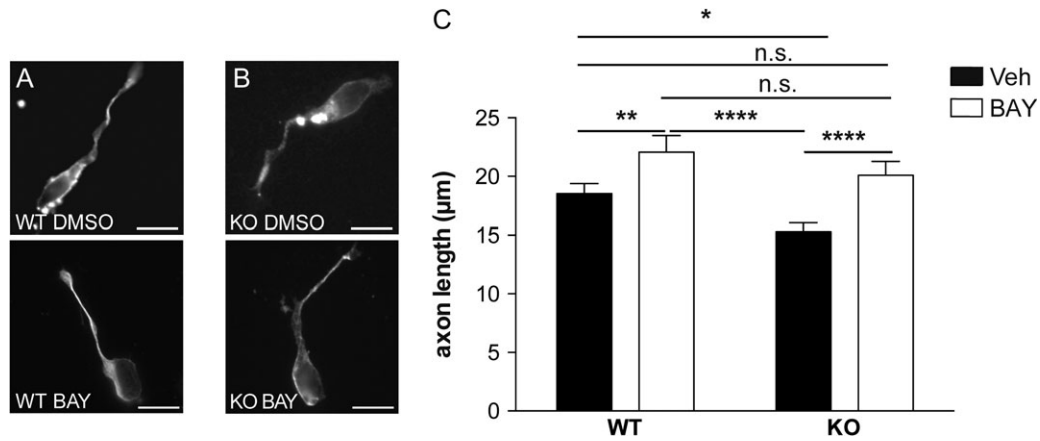 A
WT DMSO
WT BAY
B
KO DMSO
KO BAY
C
*
n.s.
n.s.
** **** ****
Veh
BAY
axon length (µm)
25
20
15
10
5
0
WT KO